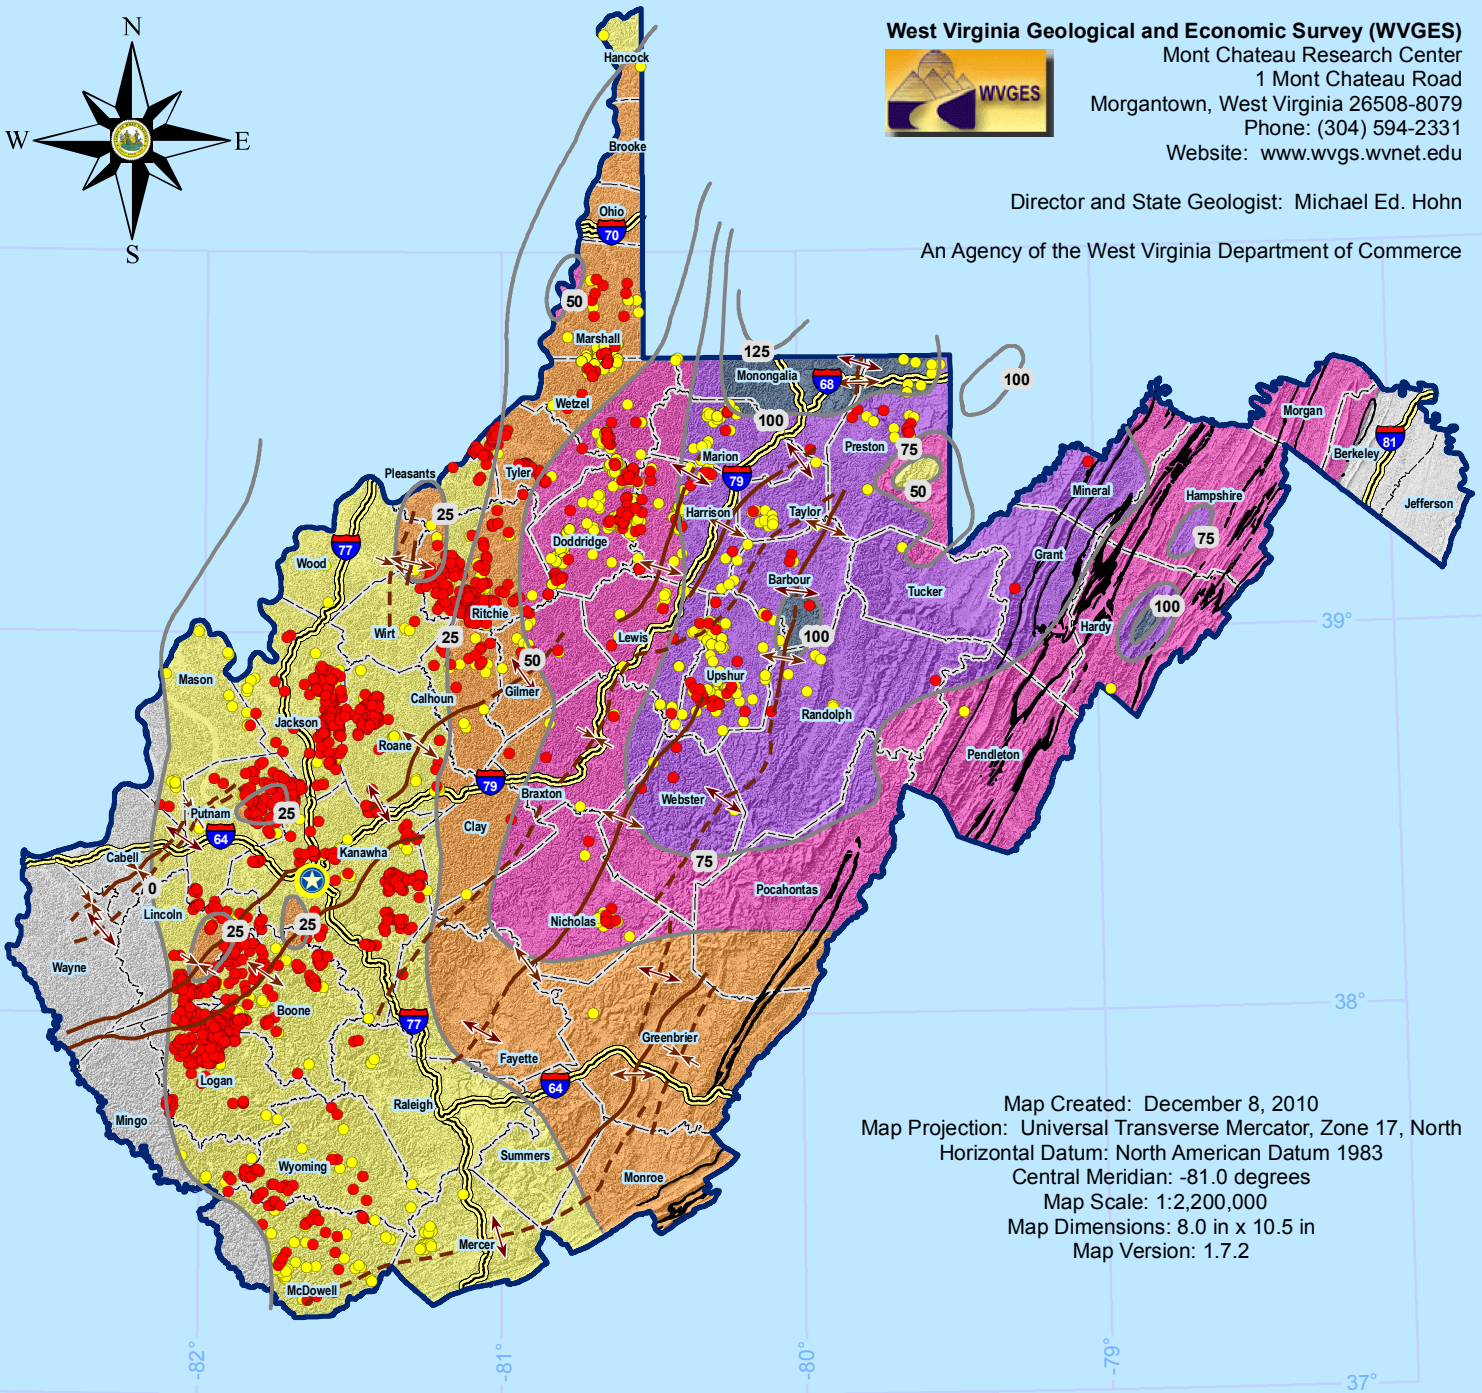 N
W
E
S
West Virginia Geological and Economic Survey (WVGES)
Mont Chateau Research Center
1 Mont Chateau Road
Morgantown, West Virginia 26508-8079
Phone: (304) 594-2331
Website: www.wvgs.wvnet.edu
WVGES
Director and State Geologist: Michael Ed. Hohn
An Agency of the West Virginia Department of Commerce
Hancock
Brooke
Ohio
70
50
Marshall
125
Monongalia
68
100
Wetzel
100
Morgan
81
Berkeley
Jefferson
Preston
75
50
Marion
79
Pleasants
Tyler
25
Mineral
Hampshire
75
Harrison
Taylor
Doddridge
77
Wood
Grant
Barbour
Tucker
100
Ritchie
Wirt
25
Lewis
100
Hardy
39°
50
Mason
Upshur
Gilmer
Calhoun
Jackson
Randolph
Roane
Pendleton
79
Braxton
Webster
Putnam
25
64
Clay
Kanawha
Cabell
75
0
Pocahontas
Lincoln
25
25
Nicholas
Wayne
Boone
38°
77
Greenbrier
Fayette
64
Logan
Raleigh
Mingo
Summers
Wyoming
Monroe
Mercer
McDowell
Map Created: December 8, 2010
Map Projection: Universal Transverse Mercator, Zone 17, North
Horizontal Datum: North American Datum 1983
Central Meridian: -81.0 degrees
Map Scale: 1:2,200,000
Map Dimensions: 8.0 in x 10.5 in
Map Version: 1.7.2
-82°
-81°
-80°
-79°
37°